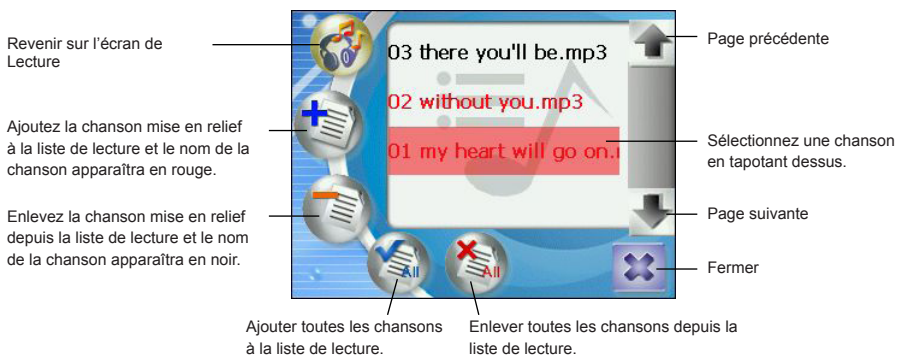 Revenir sur l’écran de
Lecture
Ajoutez la chanson mise en relief
à la liste de lecture et le nom de la
chanson apparaîtra en rouge.
Enlevez la chanson mise en relief
depuis la liste de lecture et le nom
de la chanson apparaîtra en noir.
03 there you'll be.mp3
02 without you.mp3
01 my heart will go on.
All
All
Page précédente
Sélectionnez une chanson
en tapotant dessus.
Page suivante
Fermer
Ajouter toutes les chansons
à la liste de lecture.
Enlever toutes les chansons depuis la
liste de lecture.